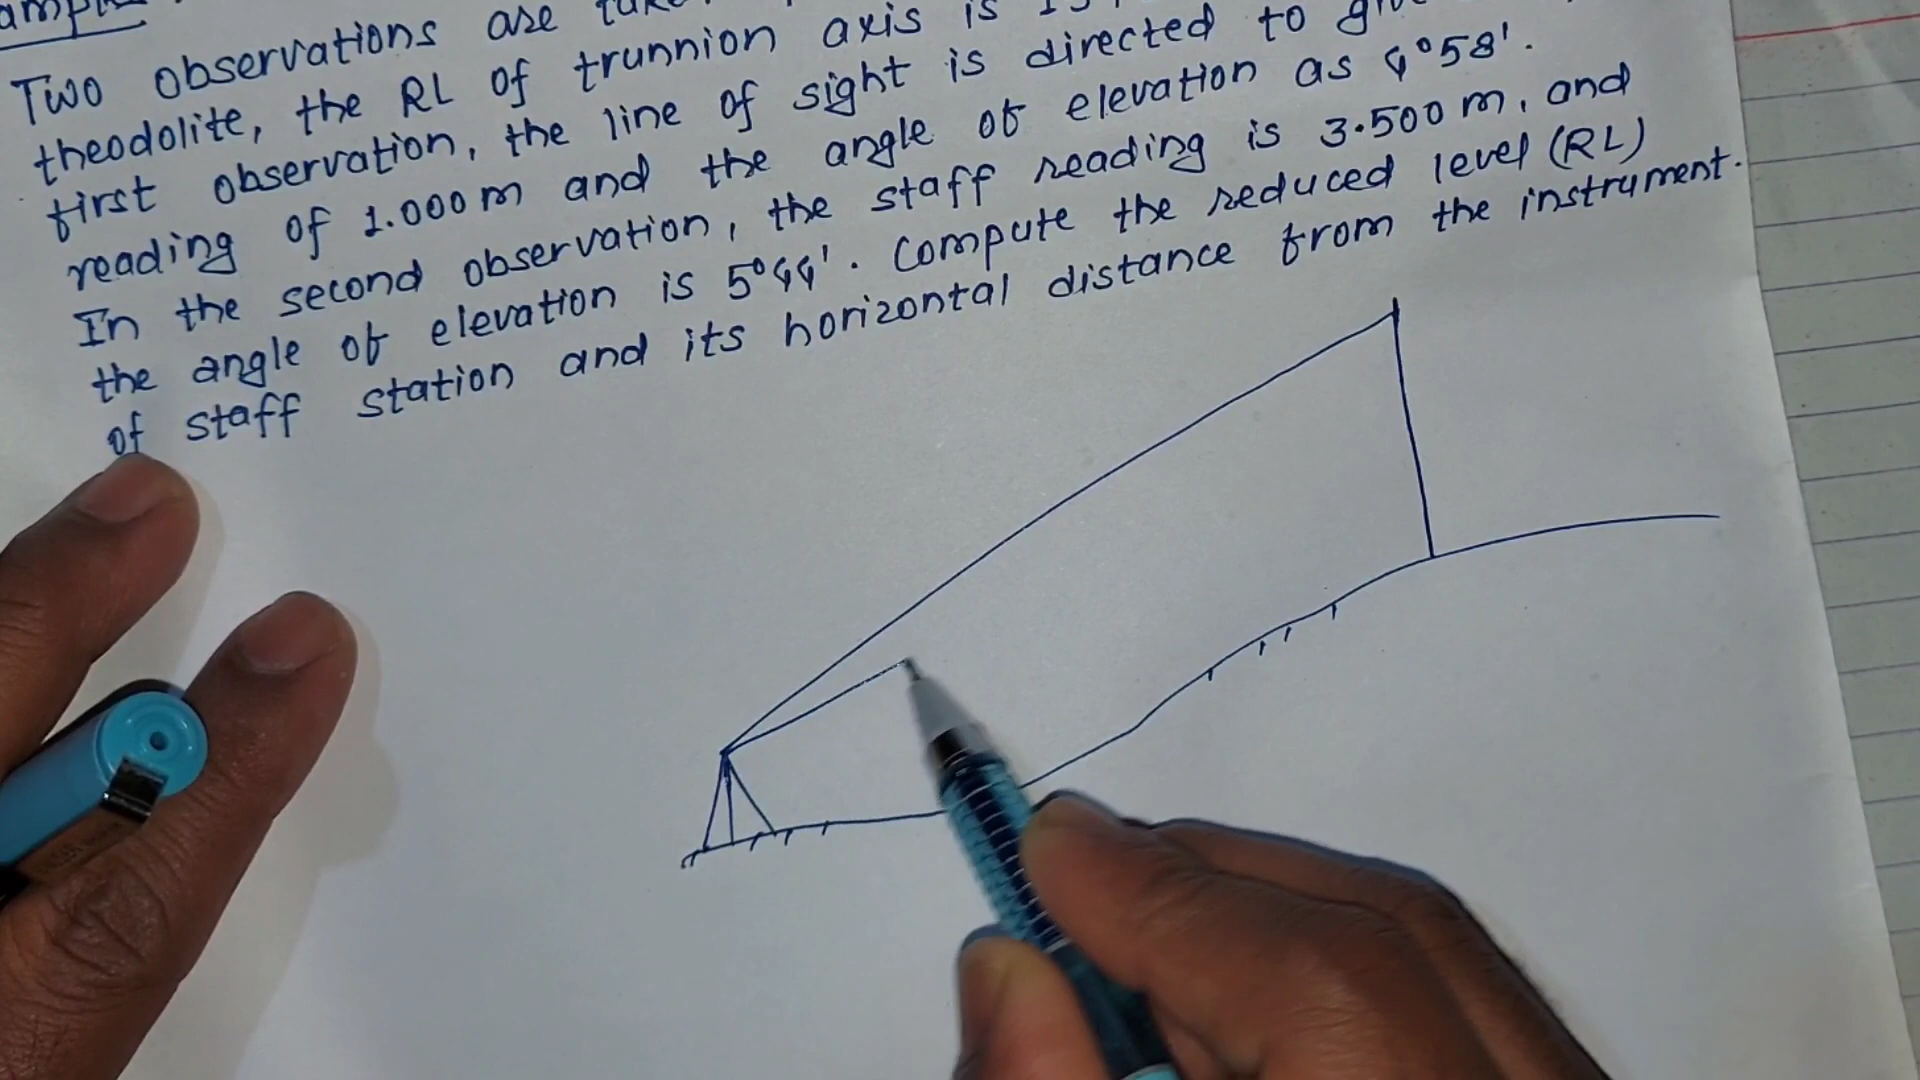 Two observations are
theodolite, the RL of trunnion axis is
first observation, the line of sight is directed to
reading of 1.000 m and the angle of elevation as 4°58'.
In the second observation, the staff reading is 3.500 m, and
the angle of elevation is 5°44'. Compute the reduced level (RL)
of staff station and its horizontal distance from the instrument.